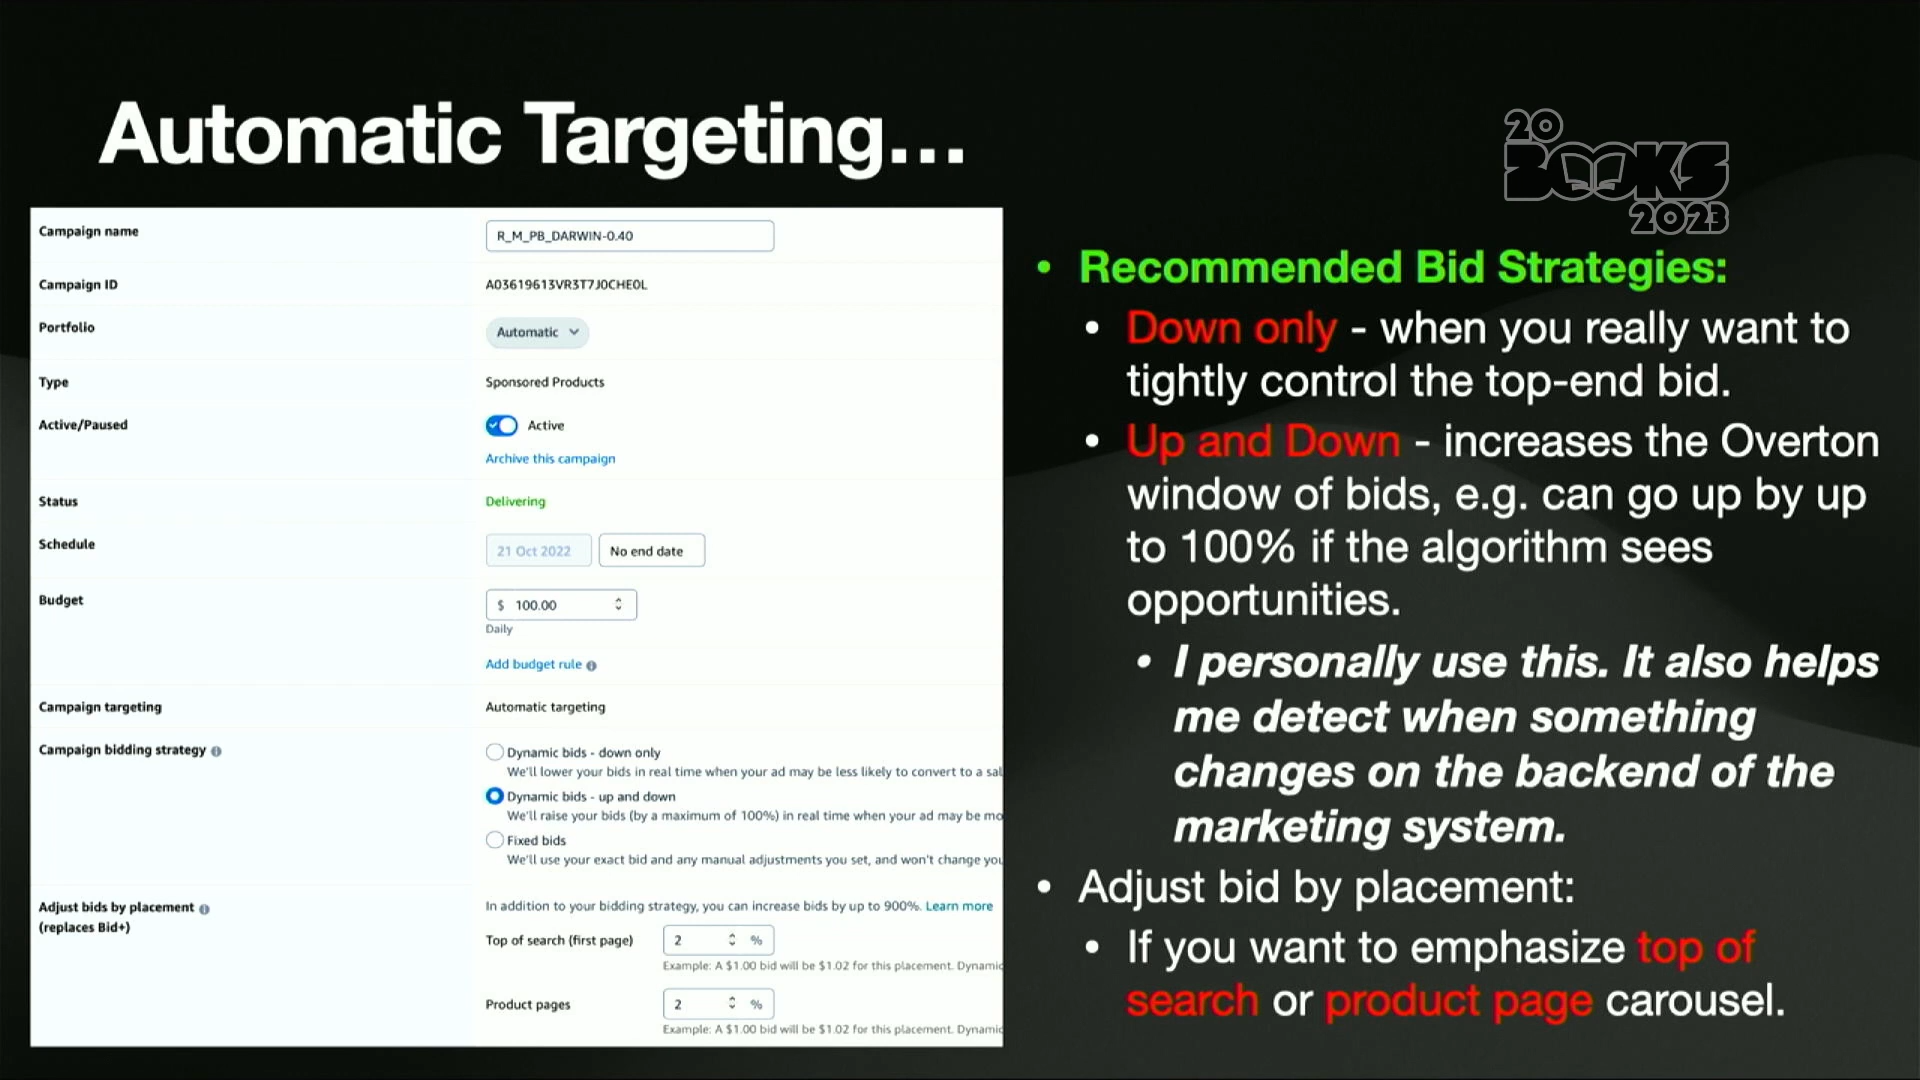 Automatic Targeting...
20
BOOKS
2023
Campaign name
R_M_PB_DARWIN-0.40
Campaign ID
A03619613VR3T7J0CHE0L
Portfolio
Automatic
Type
Sponsored Products
Active/Paused
Active
Archive this campaign
Status
Delivering
Schedule
21 Oct 2022
No end date
Budget
$ 100.00
Daily
Add budget rule
Campaign targeting
Automatic targeting
Campaign bidding strategy
Dynamic bids - down only
We'll lower your bids in real time when your ad may be less likely to convert to a sal
Dynamic bids - up and down
We'll raise your bids (by a maximum of 100%) in real time when your ad may be mo
Fixed bids
We'll use your exact bid and any manual adjustments you set, and won't change you
Adjust bids by placement
(replaces Bid+)
In addition to your bidding strategy, you can increase bids by up to 900%. Learn more
Top of search (first page)
2 %
Example: A $1.00 bid will be $1.02 for this placement. Dynamic
Product pages
2 %
Example: A $1.00 bid will be $1.02 for this placement. Dynamic
• Recommended Bid Strategies:
• Down only - when you really want to
tightly control the top-end bid.
• Up and Down - increases the Overton
window of bids, e.g. can go up by up
to 100% if the algorithm sees
opportunities.
• I personally use this. It also helps
me detect when something
changes on the backend of the
marketing system.
• Adjust bid by placement:
• If you want to emphasize top of
search or product page carousel.